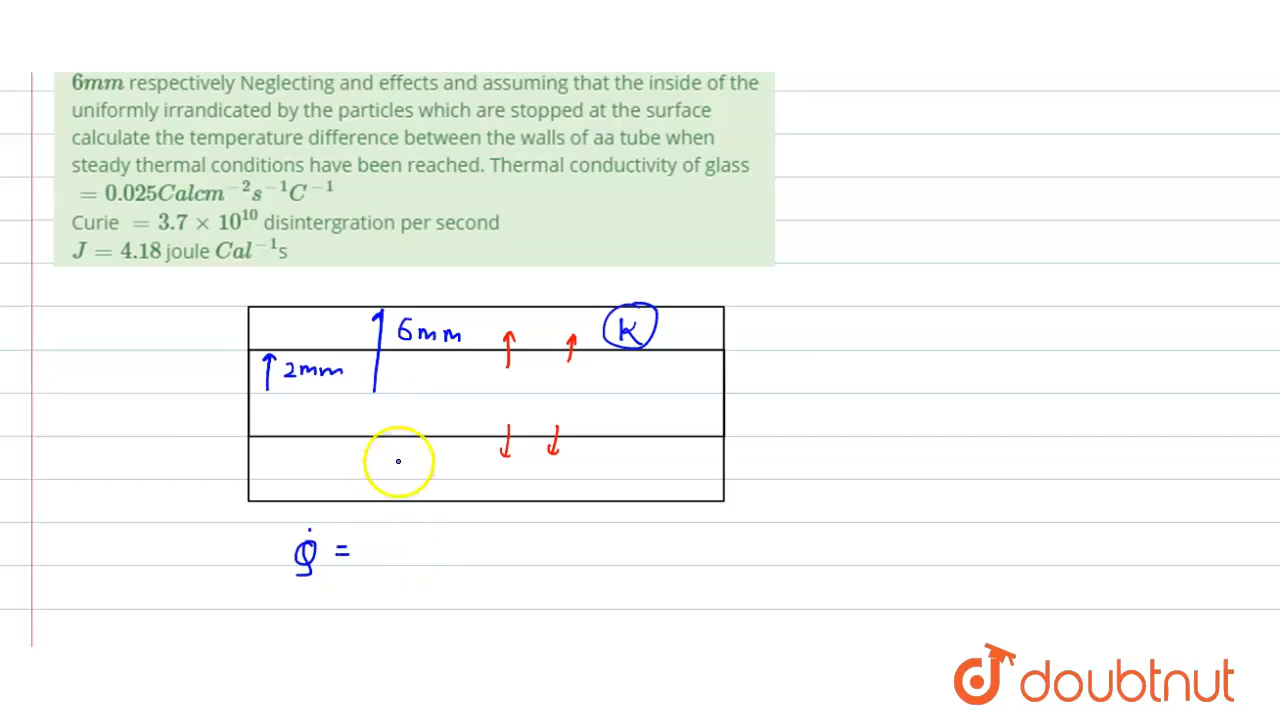 6mm respectively Neglecting and effects and assuming that the inside of the
uniformly irrandicated by the particles which are stopped at the surface
calculate the temperature difference between the walls of aa tube when
steady thermal conditions have been reached. Thermal conductivity of glass
= 0.025Calcm⁻²s⁻¹C⁻¹
Curie = 3.7 × 10¹⁰ disintergration per second
J = 4.18 joule Cal⁻¹s
6mm
K
2mm
Q̇ =
doubtnut